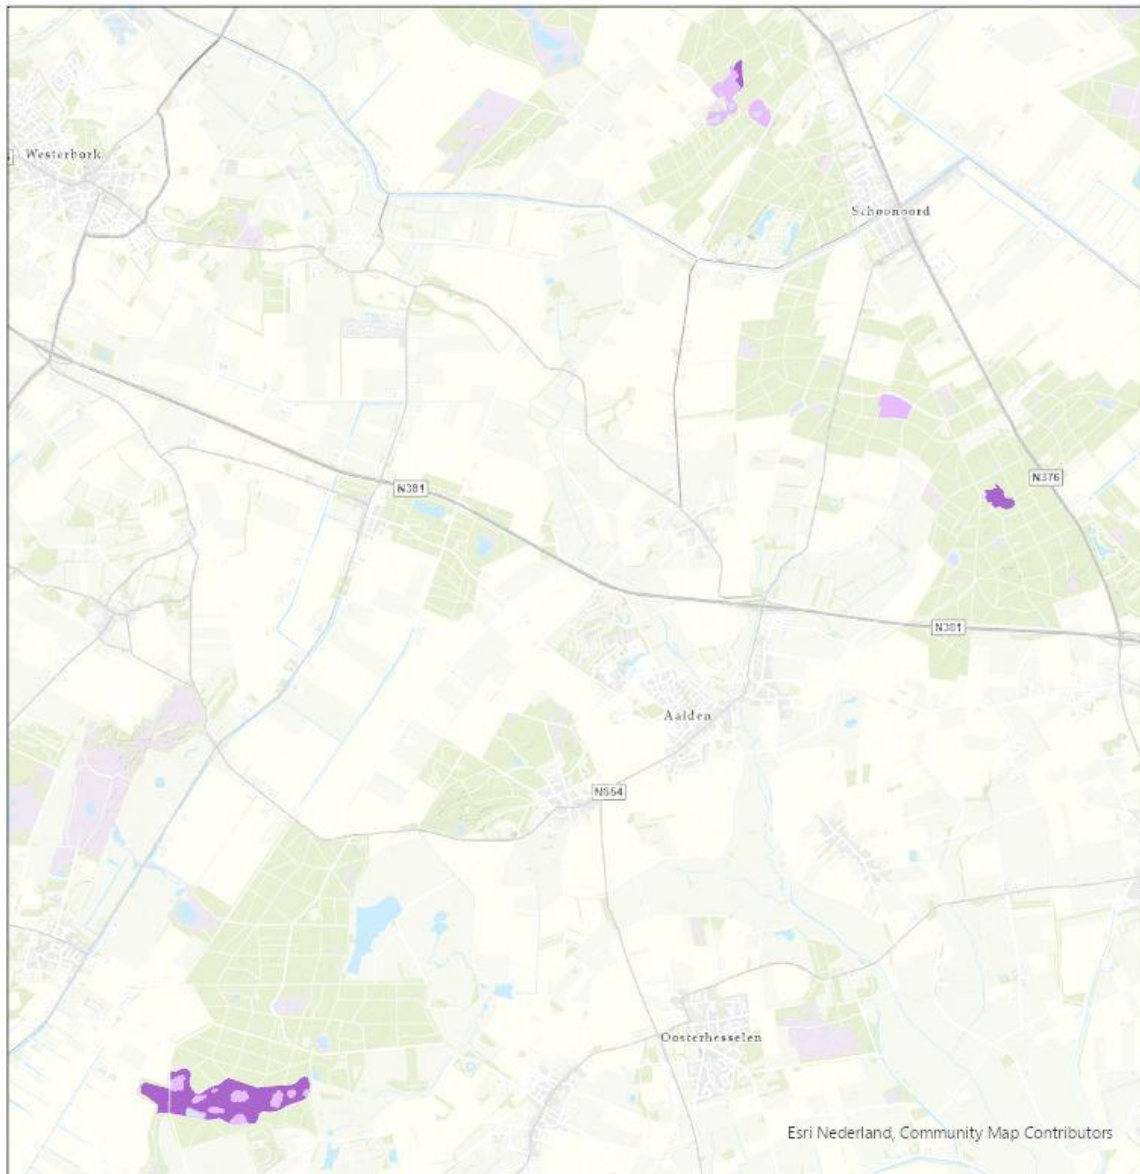 Westerbork
Schoonoord
N376
N381
N381
Aalden
N854
Oosterhesselen
Esri Nederland, Community Map Contributors